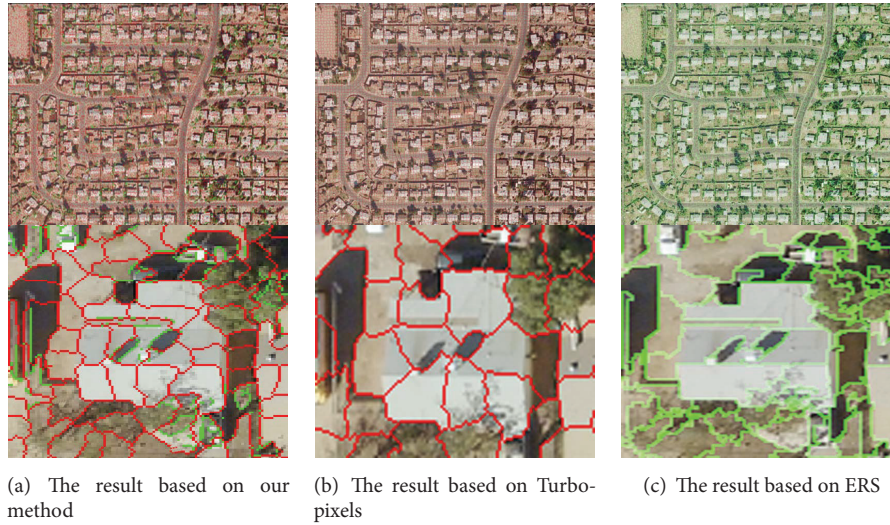 (a) The result based on our
method
(b) The result based on Turbo-
pixels
(c) The result based on ERS